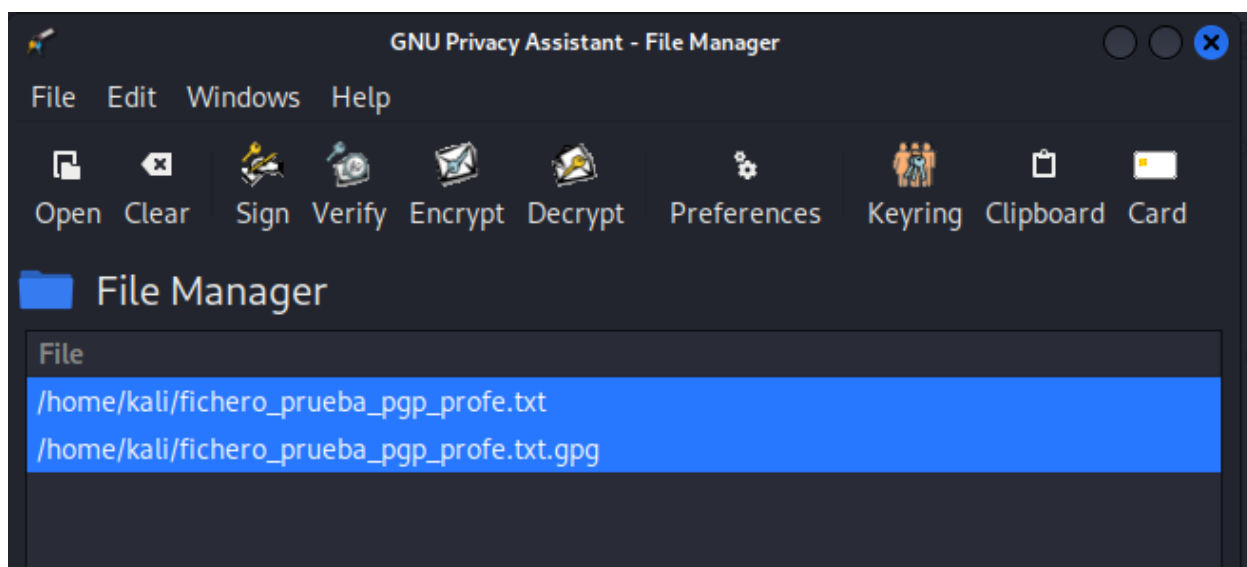 GNU Privacy Assistant - File Manager
File Edit Windows Help
Open Clear Sign Verify Encrypt Decrypt Preferences Keyring Clipboard Card
File Manager
File
/home/kali/fichero_prueba_pgp_profe.txt
/home/kali/fichero_prueba_pgp_profe.txt.gpg